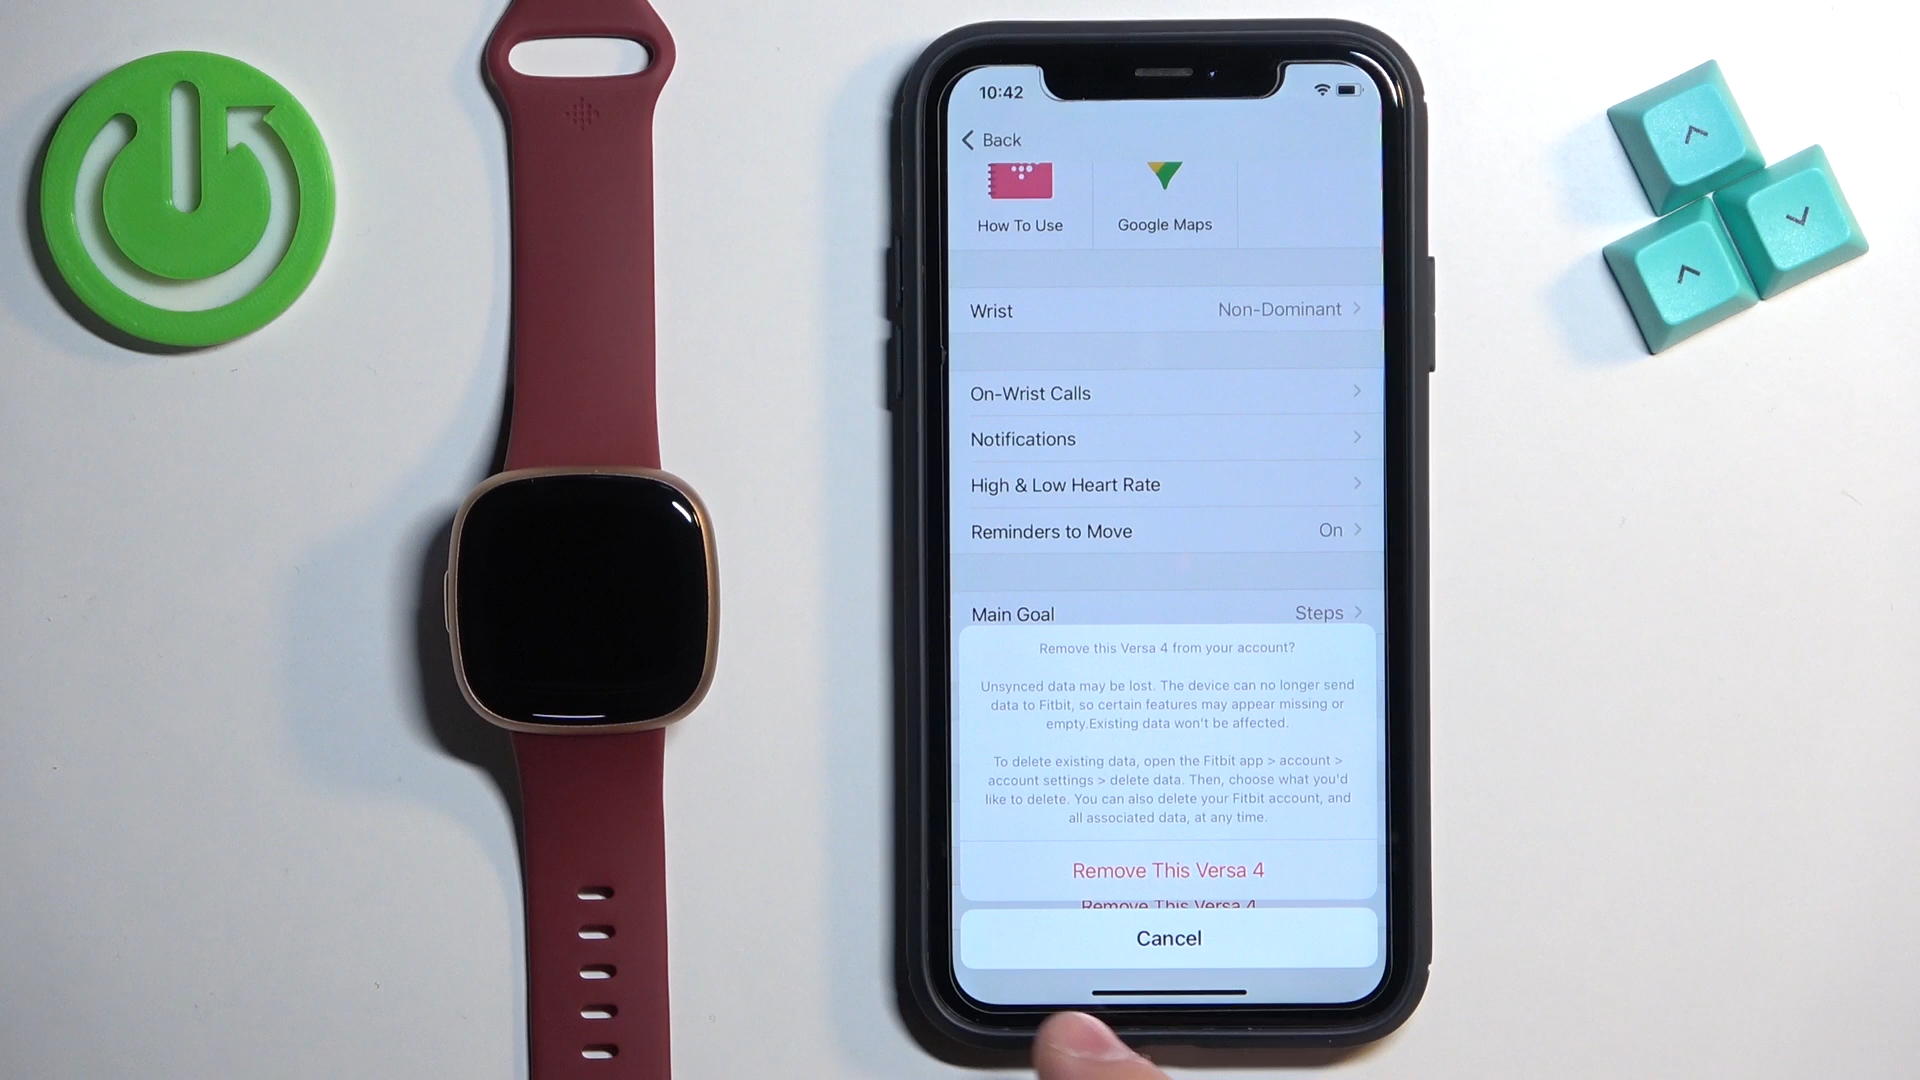 10:42
Back
How To Use
Google Maps
Wrist
Non-Dominant
On-Wrist Calls
Notifications
High & Low Heart Rate
Reminders to Move
On
Main Goal
Steps
Remove this Versa 4 from your account?
Unsynced data may be lost. The device can no longer send
data to Fitbit, so certain features may appear missing or
empty.Existing data won't be affected.
To delete existing data, open the Fitbit app > account >
account settings > delete data. Then, choose what you'd
like to delete. You can also delete your Fitbit account, and
all associated data, at any time.
Remove This Versa 4
Remove This Versa 4
Cancel